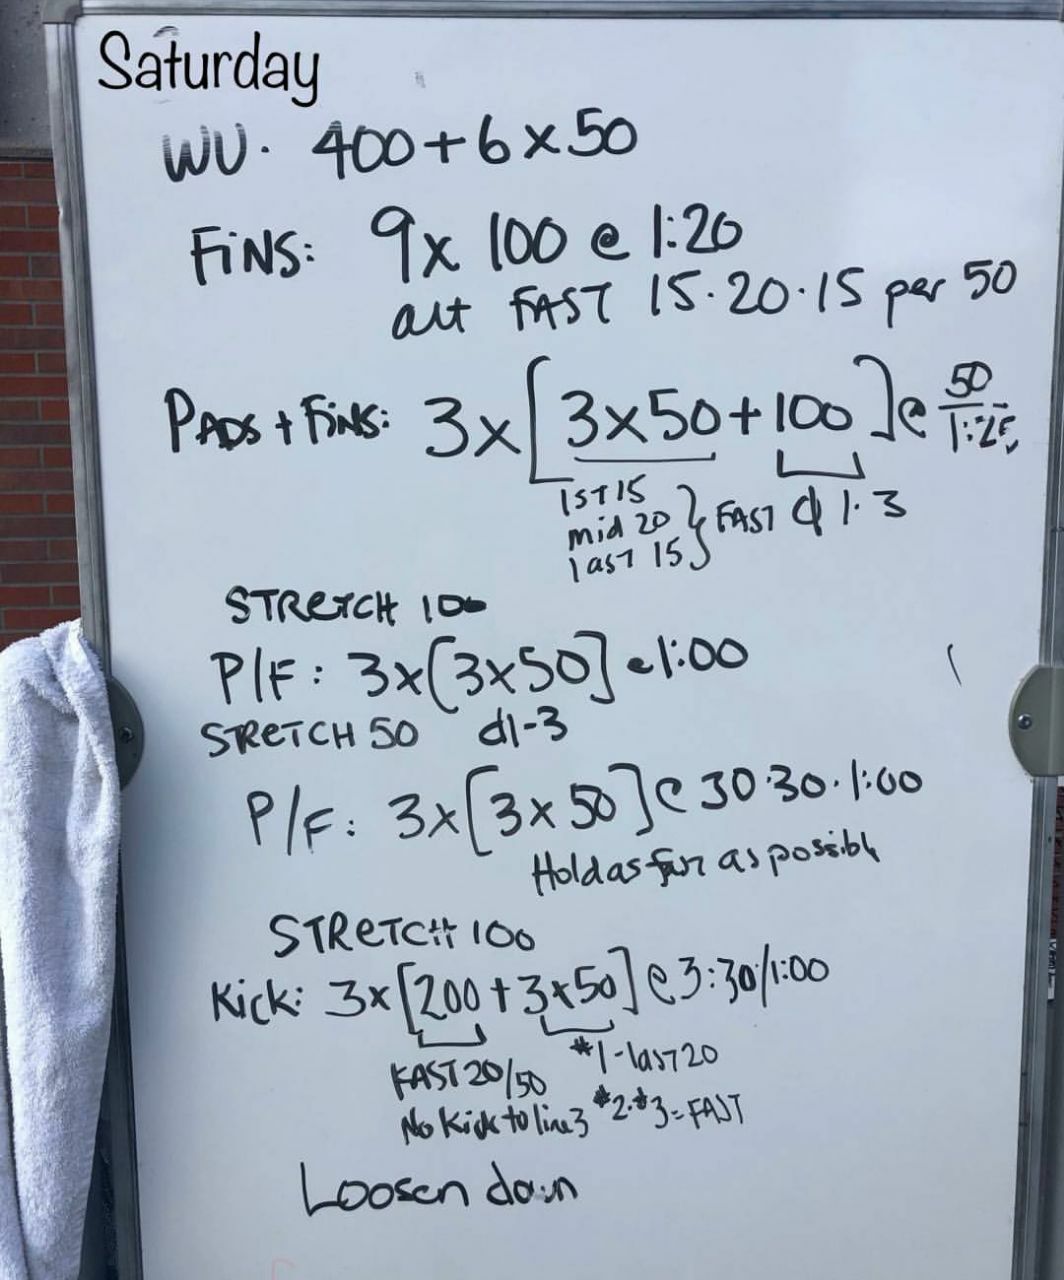 Saturday
WU. 400+6x50
FiNS: 9x 100 @ 1:20
alt FAST 15.20.15 per 50
PADS + FiNS: 3x[3x50+100]@ 50/1:25
1ST 15
mid 20 } FAST d 1.3
last 15
STRETCH 100
P/F: 3x[3x50] @ 1:00
STRETCH 50 d1-3
P/F: 3x[3x50]@ 30.30.1:00
Hold as far as possible
STRETCH 100
Kick: 3x[200+3x50]@ 3:30/1:00
FAST 20/50 #1-last 20
No Kick to line 3 #2.#3=FAST
Loosen down